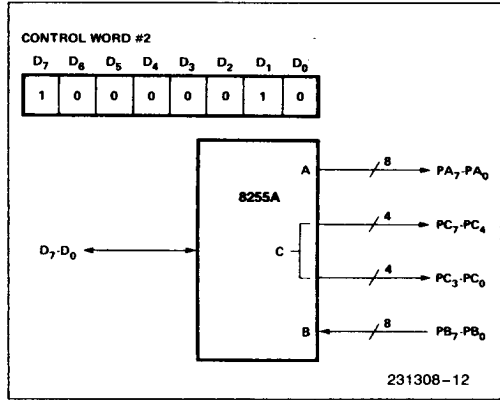 CONTROL WORD #2
D7 D6 D5 D4 D3 D2 D1 D0
1 0 0 0 0 0 1 0
A 8 PA7-PA0
8255A
4 PC7-PC4
D7-D0 C
4 PC3-PC0
B 8 PB7-PB0
231308-12